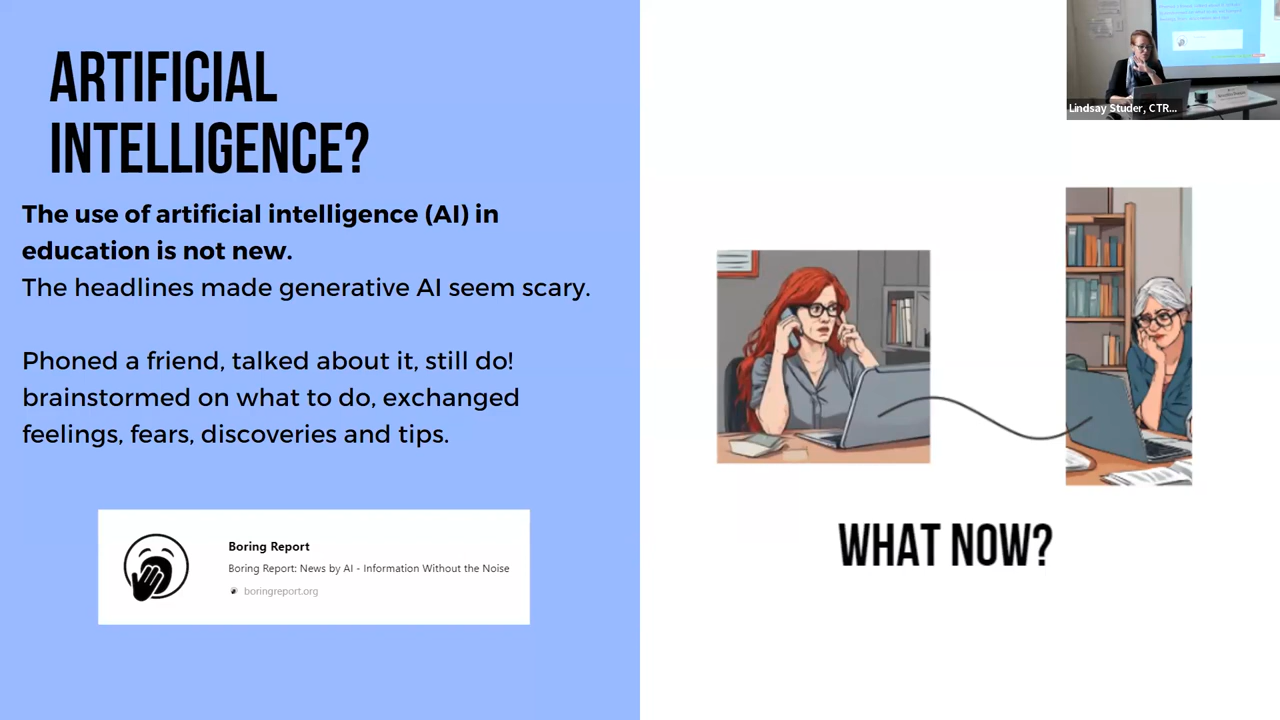 ARTIFICIAL
INTELLIGENCE?
The use of artificial intelligence (AI) in
education is not new.
The headlines made generative AI seem scary.
Phoned a friend, talked about it, still do!
brainstormed on what to do, exchanged
feelings, fears, discoveries and tips.
Boring Report
Boring Report: News by AI - Information Without the Noise
boringreport.org
WHAT NOW?
Lindsay Studer, CTR...